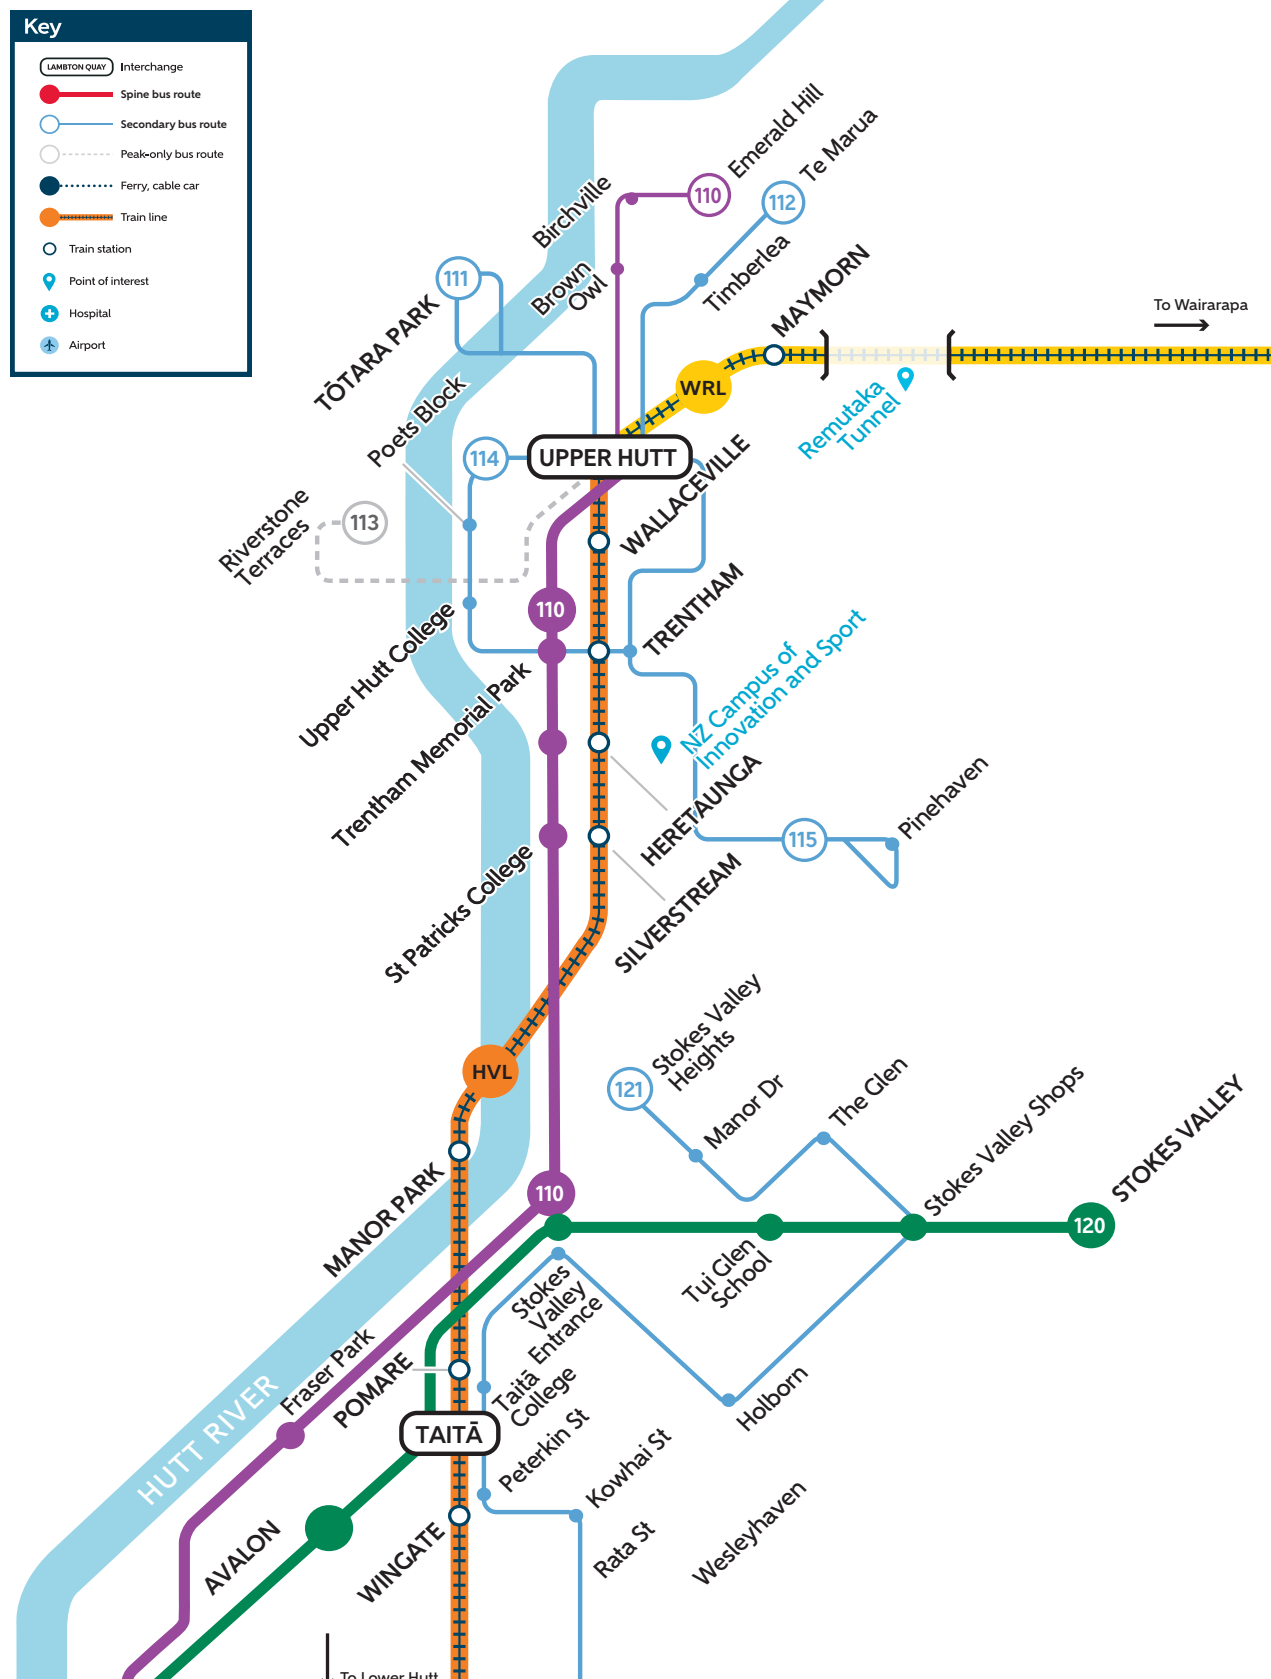 Key
LAMBTON QUAY
Interchange
Spine bus route
Secondary bus route
Peak-only bus route
Ferry, cable car
Train line
Train station
Point of interest
Hospital
Airport
Emerald Hill
110
Te Marua
112
Birchville
Brown
Owl
Timberlea
111
TŌTARA PARK
MAYMORN
To Wairarapa
WRL
Remutaka
Tunnel
Poets Block
114
UPPER HUTT
WALLACEVILLE
113
Riverstone
Terraces
110
TRENTHAM
Upper Hutt College
Trentham Memorial Park
NZ Campus of
Innovation and Sport
HERETAUNGA
115
Pinehaven
St Patricks College
SILVERSTREAM
HVL
121
Stokes Valley
Heights
Manor Dr
The Glen
Stokes Valley Shops
STOKES VALLEY
120
MANOR PARK
110
Tui Glen
School
Stokes
Valley
Entrance
Fraser Park
POMARE
Taitā
College
Holborn
HUTT RIVER
TAITĀ
Peterkin St
Kowhai St
AVALON
WINGATE
Rata St
Wesleyhaven
To Lower Hutt